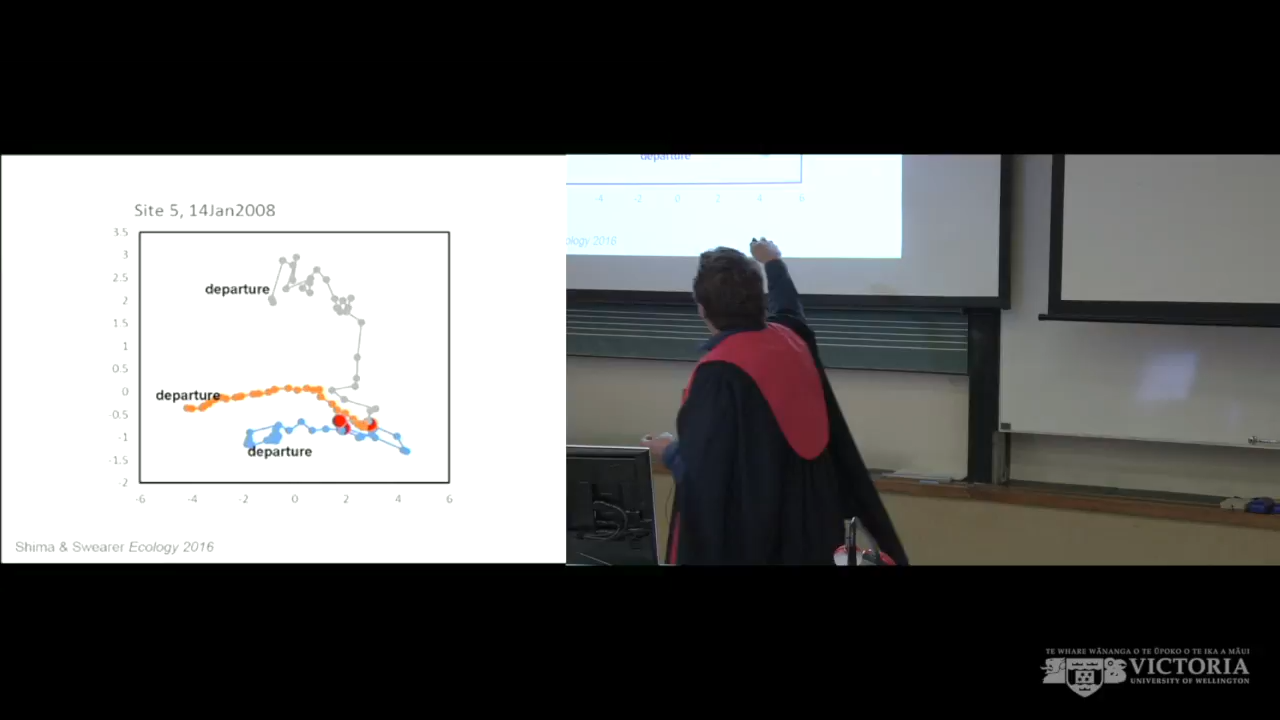 Site 5, 14Jan2008
3.5
3
2.5
2
1.5
1
0.5
0
-0.5
-1
-1.5
-2
departure
departure
departure
-6 -4 -2 0 2 4 6
Shima & Swearer Ecology 2016
departure
-4 -2 0 2 4 6
ology 2016
TE WHARE WĀNANGA O TE ŪPOKO O TE IKA A MĀUI
VICTORIA
UNIVERSITY OF WELLINGTON